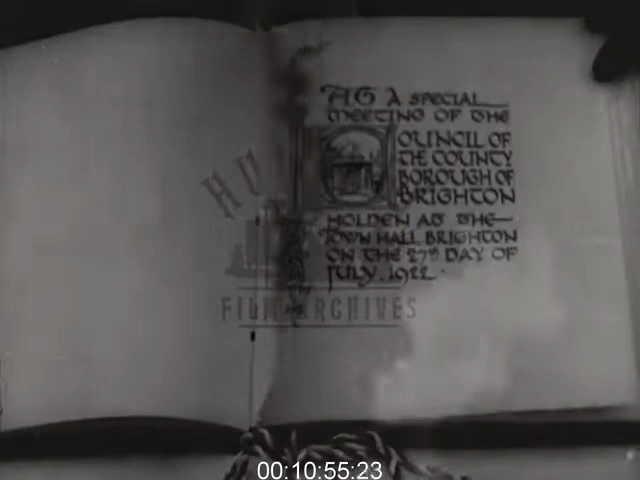 AT A SPECIAL
MEETING OF THE
COUNCIL OF
THE COUNTY
BOROUGH OF
BRIGHTON
HOLDEN AT THE
TOWN HALL BRIGHTON
ON THE 27th DAY OF
JULY. 1922.
FILM ARCHIVES
00:10:55:23